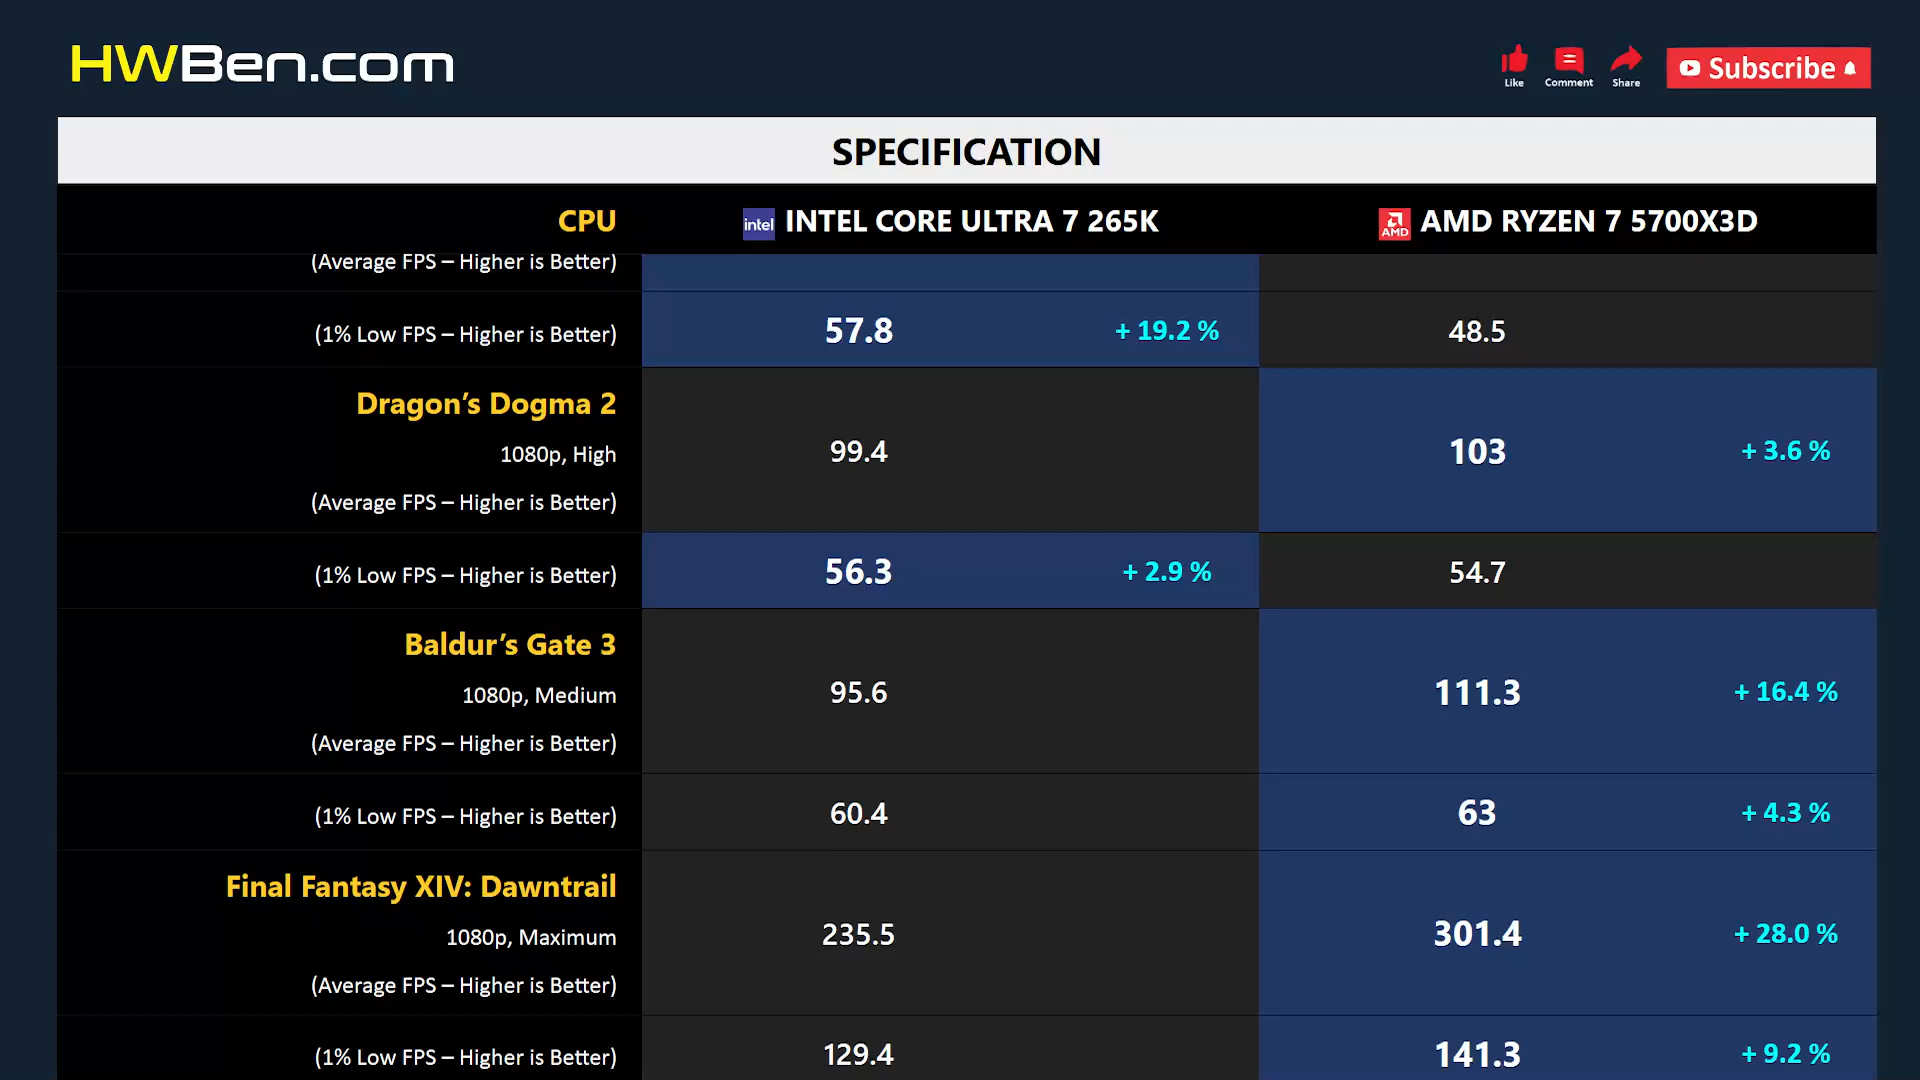 HWBen.com
Like Comment Share Subscribe
SPECIFICATION
CPU intel INTEL CORE ULTRA 7 265K AMD AMD RYZEN 7 5700X3D
(Average FPS – Higher is Better)
(1% Low FPS – Higher is Better) 57.8 + 19.2 % 48.5
Dragon’s Dogma 2
1080p, High 99.4 103 + 3.6 %
(Average FPS – Higher is Better)
(1% Low FPS – Higher is Better) 56.3 + 2.9 % 54.7
Baldur’s Gate 3
1080p, Medium 95.6 111.3 + 16.4 %
(Average FPS – Higher is Better)
(1% Low FPS – Higher is Better) 60.4 63 + 4.3 %
Final Fantasy XIV: Dawntrail
1080p, Maximum 235.5 301.4 + 28.0 %
(Average FPS – Higher is Better)
(1% Low FPS – Higher is Better) 129.4 141.3 + 9.2 %